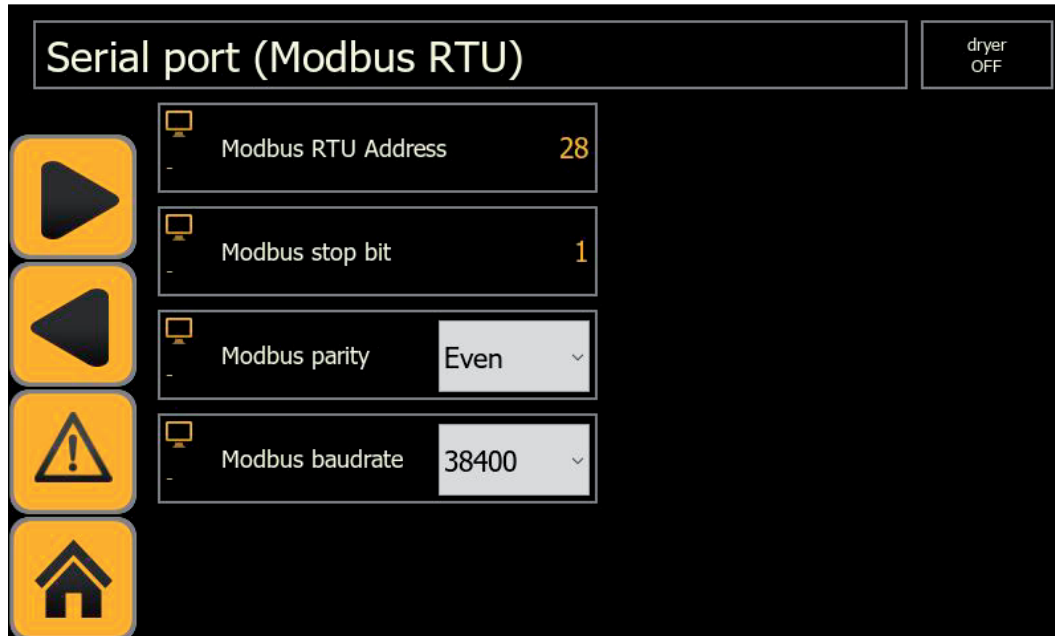 Serial port (Modbus RTU)
dryer
OFF
Modbus RTU Address 28
-
Modbus stop bit 1
-
Modbus parity Even
-
Modbus baudrate 38400
-